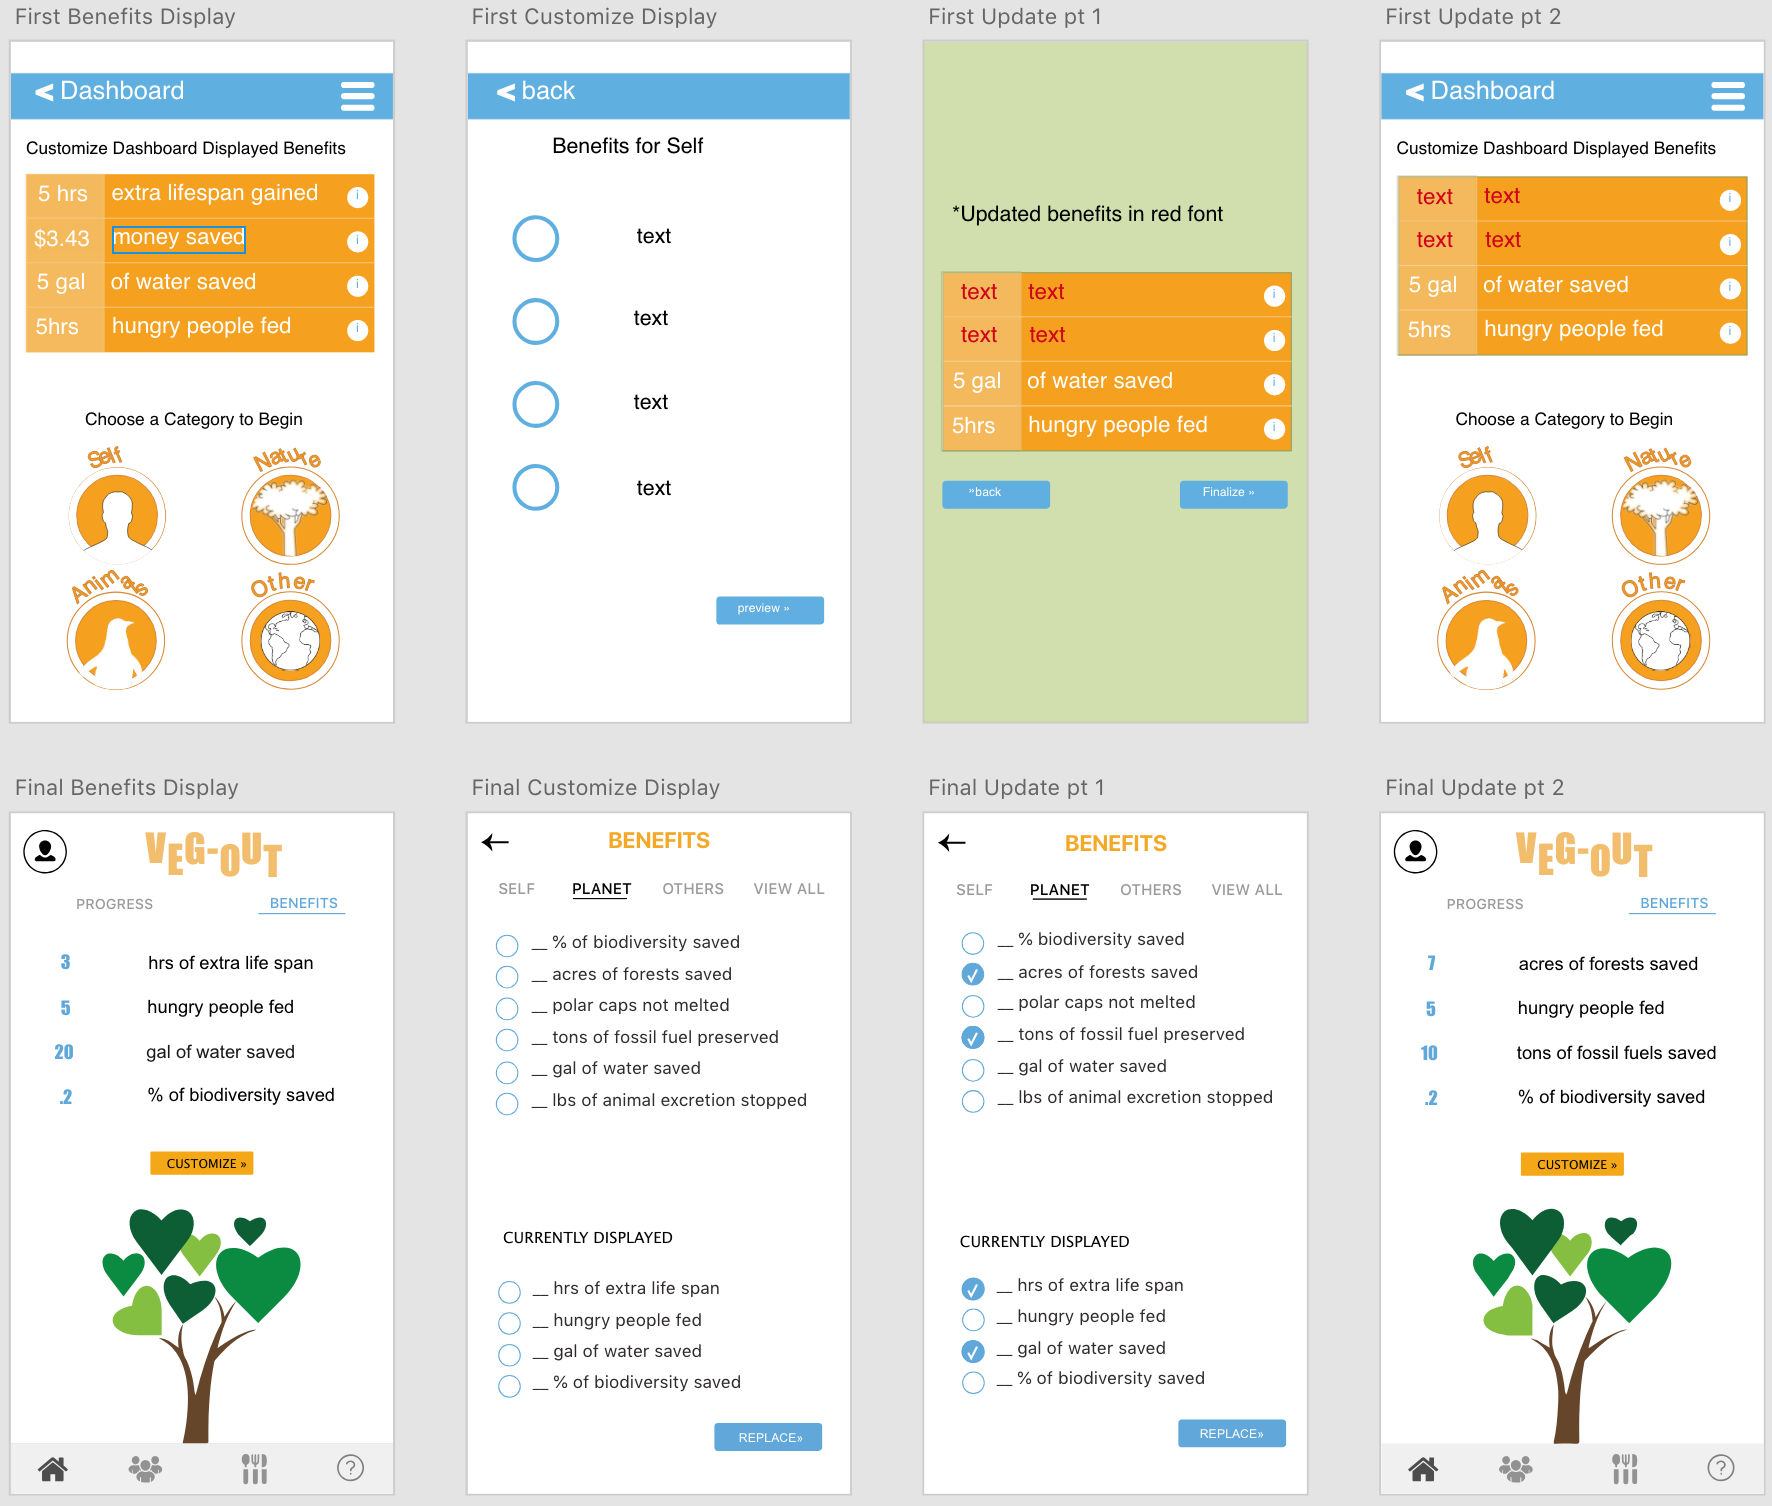 First Benefits Display
< Dashboard
Customize Dashboard Displayed Benefits
5 hrs extra lifespan gained i
$3.43 money saved i
5 gal of water saved i
5hrs hungry people fed i
Choose a Category to Begin
Self Nature
Animals Other
First Customize Display
< back
Benefits for Self
text
text
text
text
preview »
First Update pt 1
*Updated benefits in red font
text text i
text text i
5 gal of water saved i
5hrs hungry people fed i
»back Finalize »
First Update pt 2
< Dashboard
Customize Dashboard Displayed Benefits
text text i
text text i
5 gal of water saved i
5hrs hungry people fed i
Choose a Category to Begin
Self Nature
Animals Other
Final Benefits Display
VEG-OUT
PROGRESS BENEFITS
3 hrs of extra life span
5 hungry people fed
20 gal of water saved
.2 % of biodiversity saved
CUSTOMIZE »
?
Final Customize Display
BENEFITS
SELF PLANET OTHERS VIEW ALL
__ % of biodiversity saved
__ acres of forests saved
__ polar caps not melted
__ tons of fossil fuel preserved
__ gal of water saved
__ lbs of animal excretion stopped
CURRENTLY DISPLAYED
__ hrs of extra life span
__ hungry people fed
__ gal of water saved
__ % of biodiversity saved
REPLACE»
Final Update pt 1
BENEFITS
SELF PLANET OTHERS VIEW ALL
__ % biodiversity saved
__ acres of forests saved
__ polar caps not melted
__ tons of fossil fuel preserved
__ gal of water saved
__ lbs of animal excretion stopped
CURRENTLY DISPLAYED
__ hrs of extra life span
__ hungry people fed
__ gal of water saved
__ % of biodiversity saved
REPLACE»
Final Update pt 2
VEG-OUT
PROGRESS BENEFITS
7 acres of forests saved
5 hungry people fed
10 tons of fossil fuels saved
.2 % of biodiversity saved
CUSTOMIZE »
?